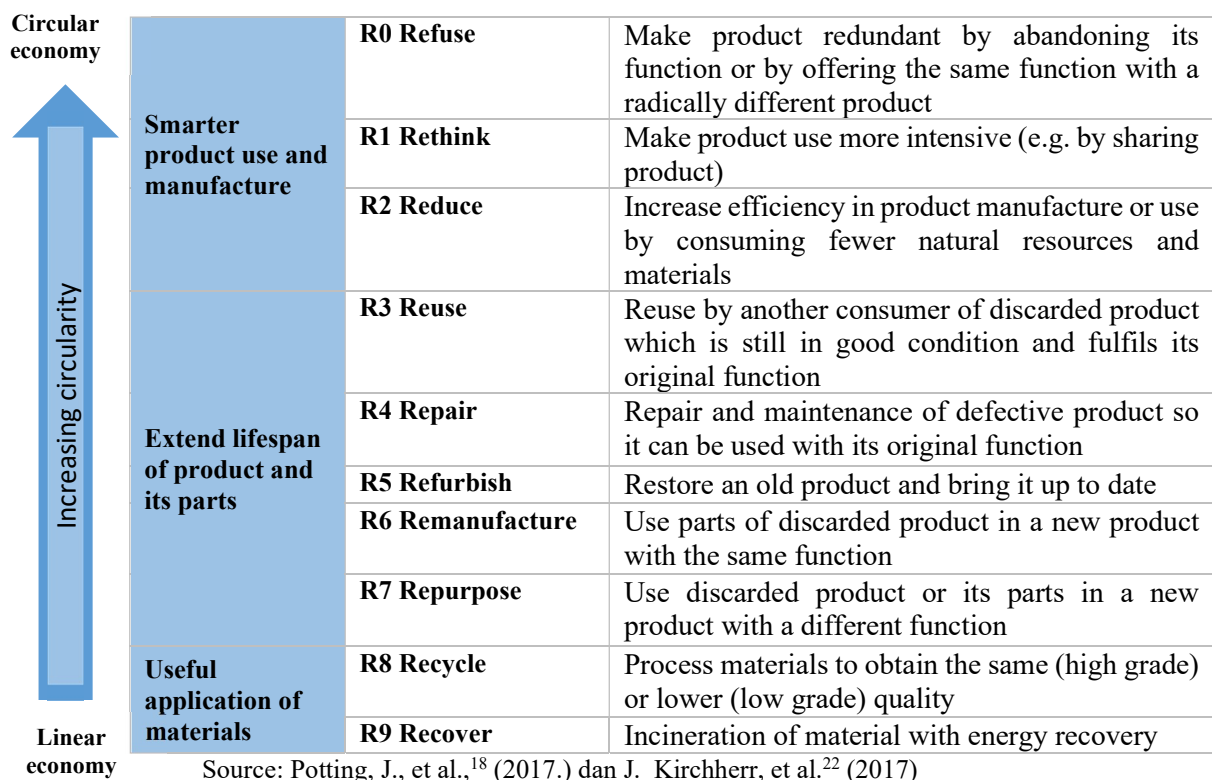 Circular
economy
Increasing circularity
Linear
economy
Smarter
product use and
manufacture
R0 Refuse
Make product redundant by abandoning its
function or by offering the same function with a
radically different product
R1 Rethink
Make product use more intensive (e.g. by sharing
product)
R2 Reduce
Increase efficiency in product manufacture or use
by consuming fewer natural resources and
materials
Extend lifespan
of product and
its parts
R3 Reuse
Reuse by another consumer of discarded product
which is still in good condition and fulfils its
original function
R4 Repair
Repair and maintenance of defective product so
it can be used with its original function
R5 Refurbish
Restore an old product and bring it up to date
R6 Remanufacture
Use parts of discarded product in a new product
with the same function
R7 Repurpose
Use discarded product or its parts in a new
product with a different function
Useful
application of
materials
R8 Recycle
Process materials to obtain the same (high grade)
or lower (low grade) quality
R9 Recover
Incineration of material with energy recovery
Source: Potting, J., et al.,18 (2017.) dan J. Kirchherr, et al.22 (2017)